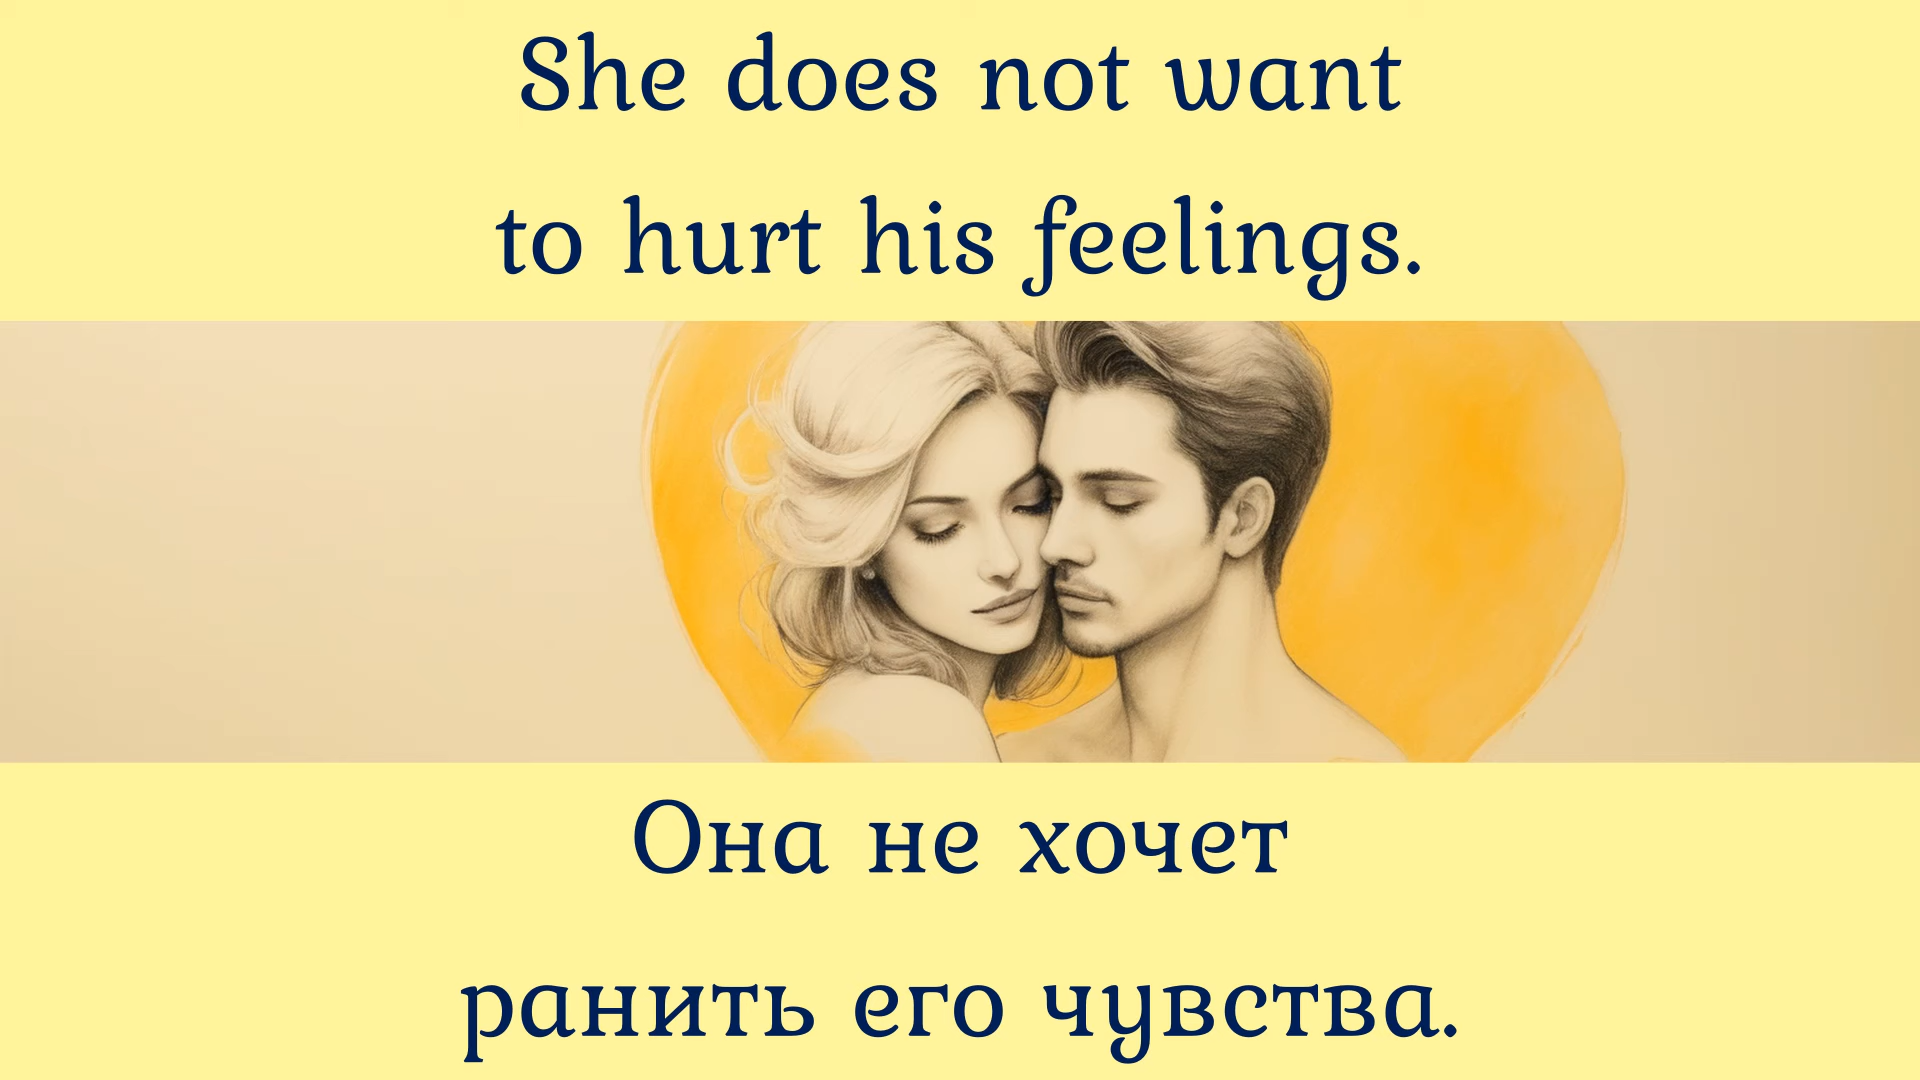 She does not want
to hurt his feelings.
Она не хочет
ранить его чувства.